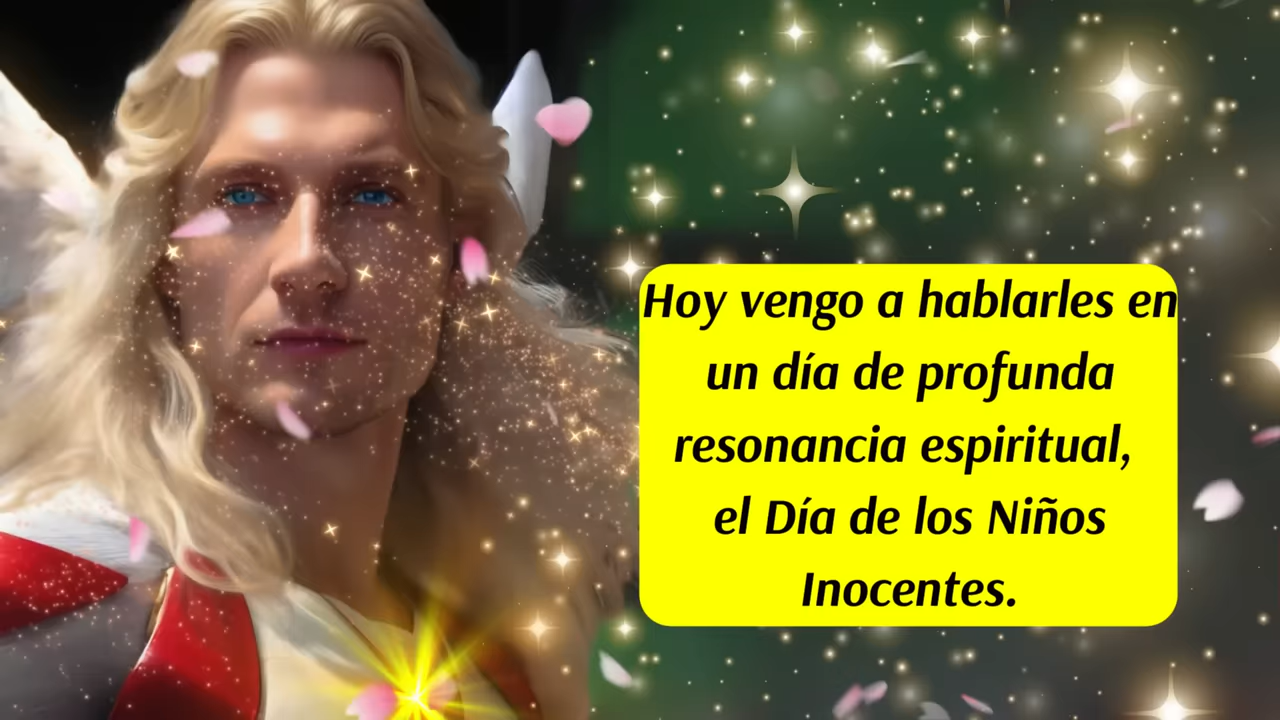 Hoy vengo a hablarles en
un día de profunda
resonancia espiritual,
el Día de los Niños
Inocentes.